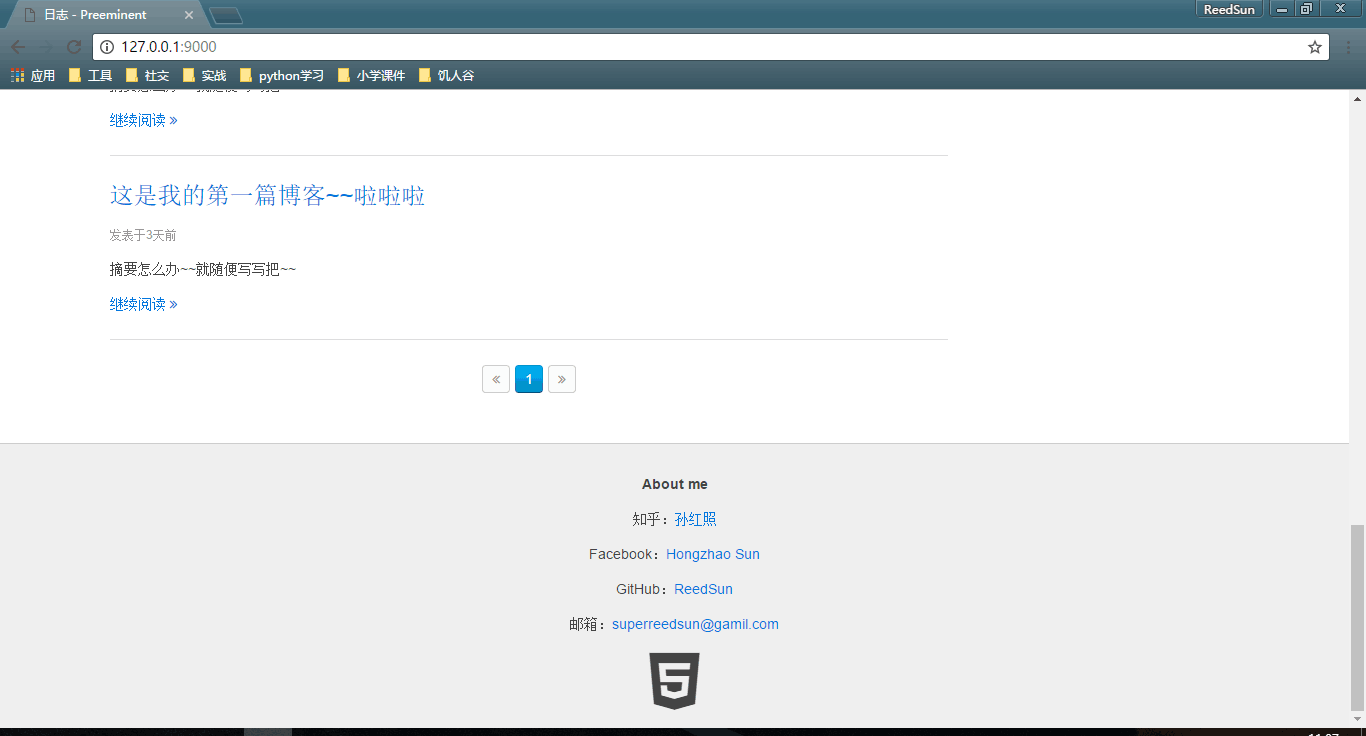 日志 - Preeminent
ReedSun
127.0.0.1:9000
应用 工具 社交 实战 python学习 小学课件 饥人谷
继续阅读 »
这是我的第一篇博客~~啦啦啦
发表于3天前
摘要怎么办~~就随便写写把~~
继续阅读 »
« 1 »
About me
知乎：孙红照
Facebook：Hongzhao Sun
GitHub：ReedSun
邮箱：superreedsun@gamil.com